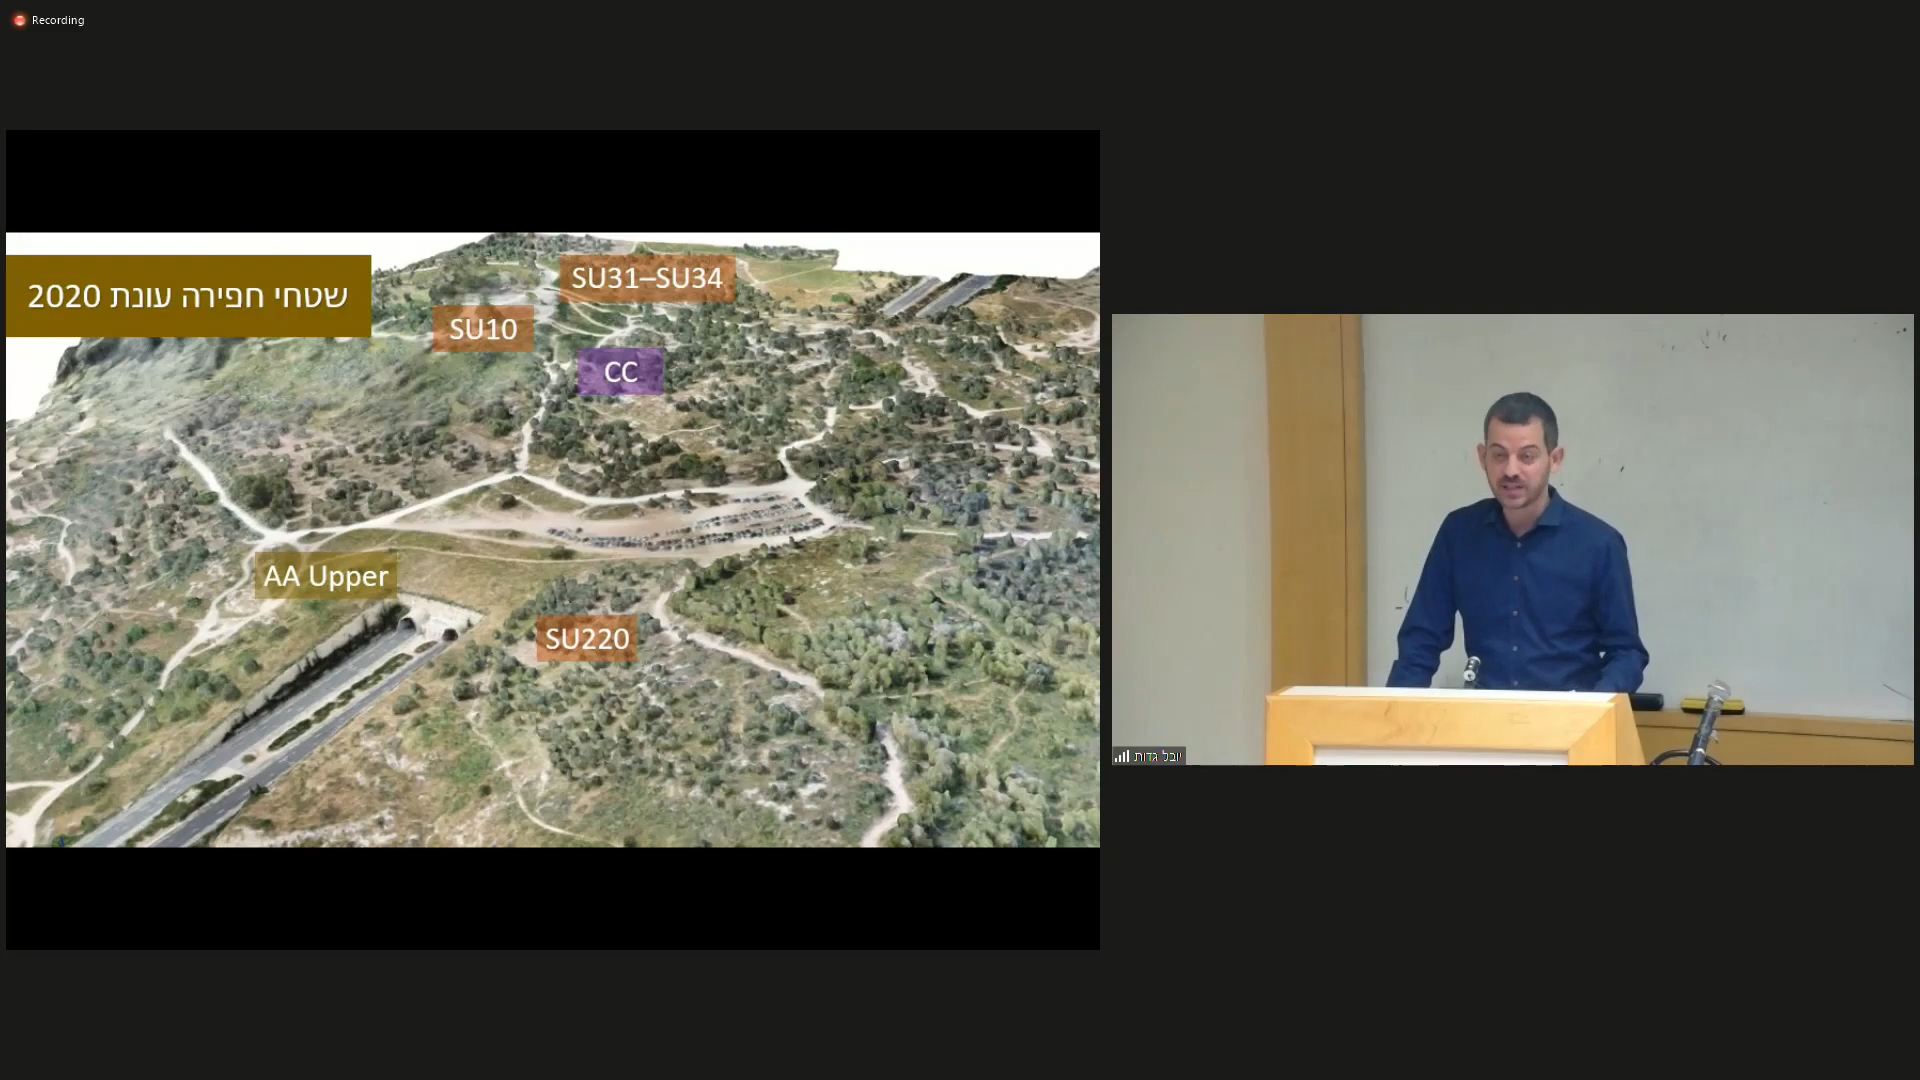 Recording
שטחי חפירה עונת 2020
SU31–SU34
SU10
CC
AA Upper
SU220
יובל גדות